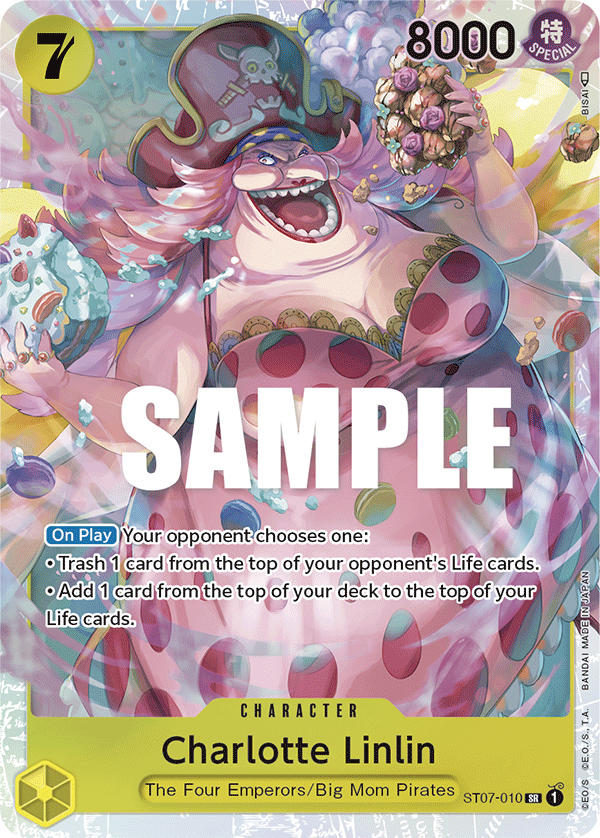 7
8000
特
SPECIAL
BISAI
SAMPLE
On Play Your opponent chooses one:
• Trash 1 card from the top of your opponent's Life cards.
• Add 1 card from the top of your deck to the top of your
Life cards.
CHARACTER
Charlotte Linlin
The Four Emperors/Big Mom Pirates
ST07-010 SR 1
©EO/S ©E.O./S., T.A. BANDAI MADE IN JAPAN